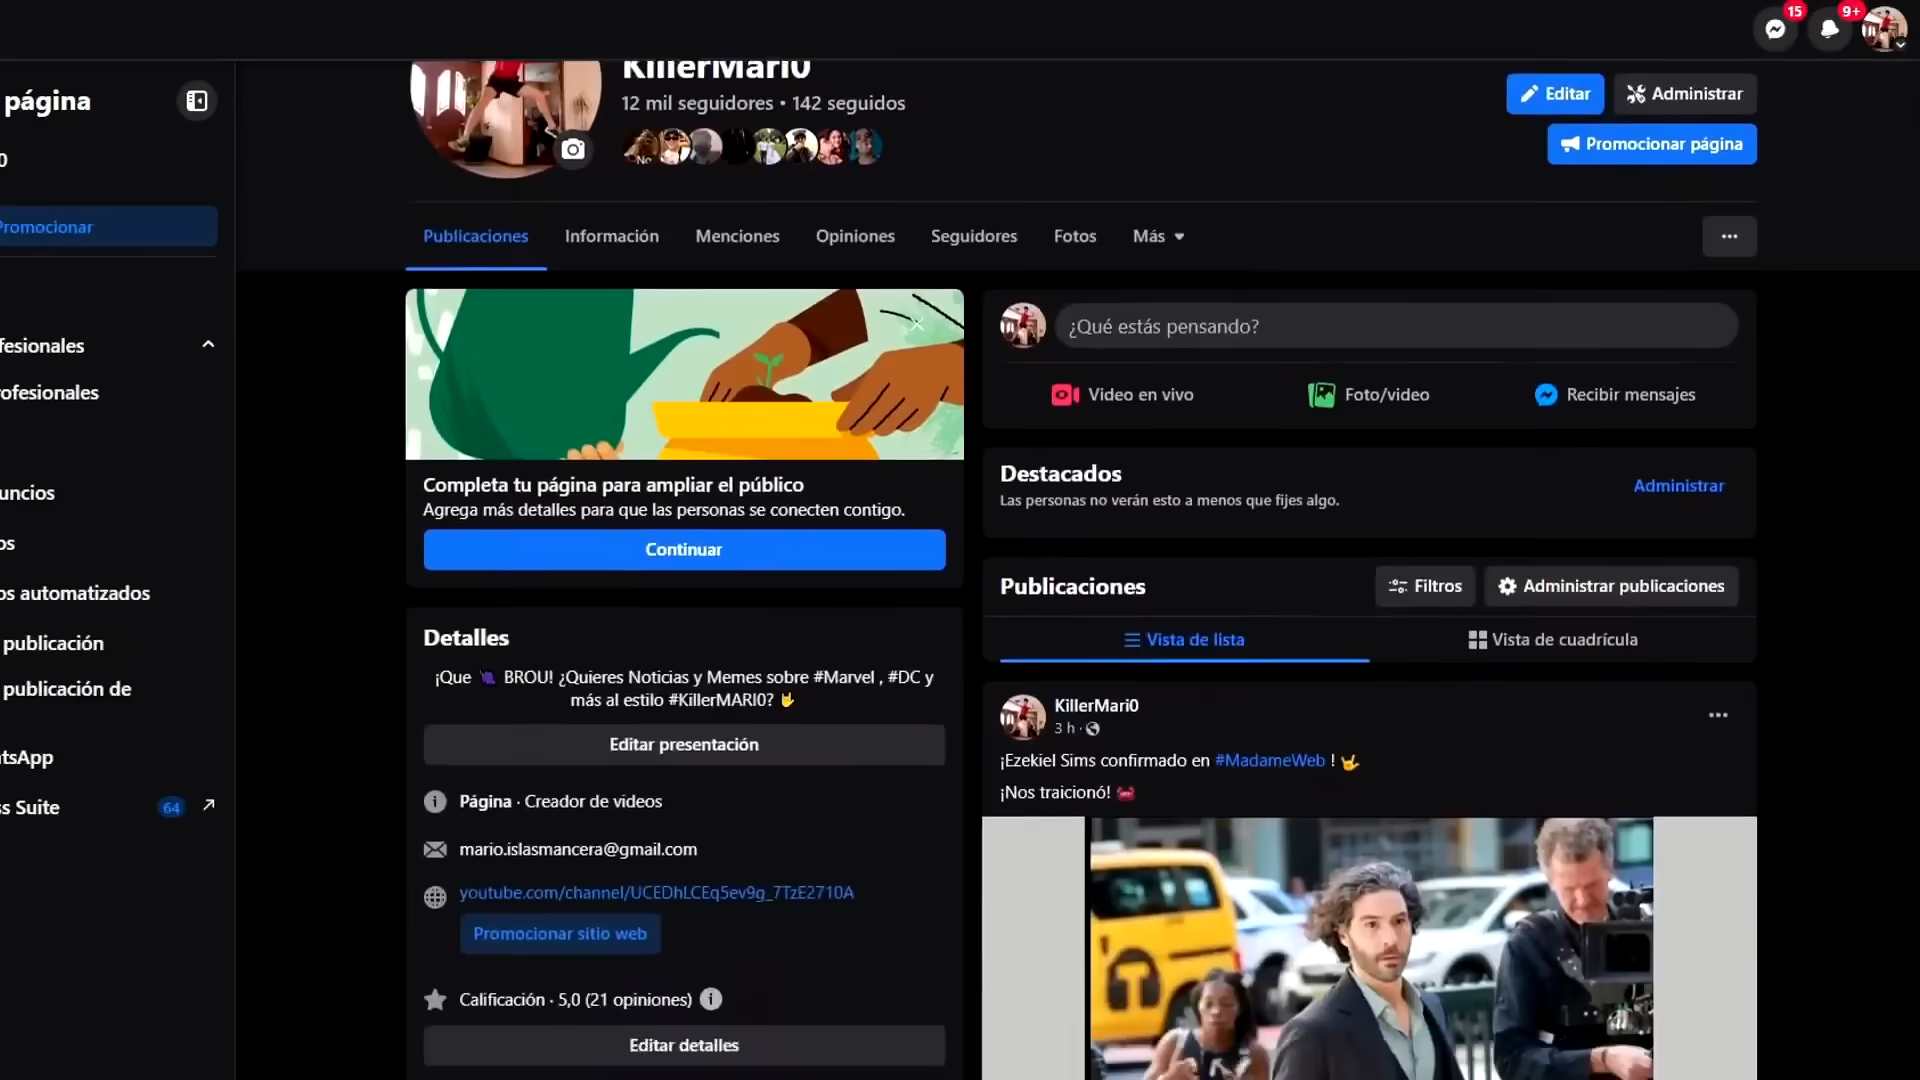 15
9+
página
KillerMari0
12 mil seguidores • 142 seguidos
Editar
Administrar
Promocionar página
0
Promocionar
Publicaciones
Información
Menciones
Opiniones
Seguidores
Fotos
Más
fesionales
ofesionales
uncios
os
os automatizados
publicación
publicación de
tsApp
ss Suite
64
Completa tu página para ampliar el público
Agrega más detalles para que las personas se conecten contigo.
Continuar
Detalles
¡Que 🍆 BROU! ¿Quieres Noticias y Memes sobre #Marvel , #DC y
más al estilo #KillerMARI0? 🤟
Editar presentación
Página · Creador de videos
mario.islasmancera@gmail.com
youtube.com/channel/UCEDhLCEq5ev9g_7TzE2710A
Promocionar sitio web
Calificación · 5,0 (21 opiniones)
Editar detalles
¿Qué estás pensando?
Video en vivo
Foto/video
Recibir mensajes
Destacados
Las personas no verán esto a menos que fijes algo.
Administrar
Publicaciones
Filtros
Administrar publicaciones
Vista de lista
Vista de cuadrícula
KillerMari0
3 h ·
¡Ezekiel Sims confirmado en #MadameWeb ! 🤟
¡Nos traicionó! 🦀